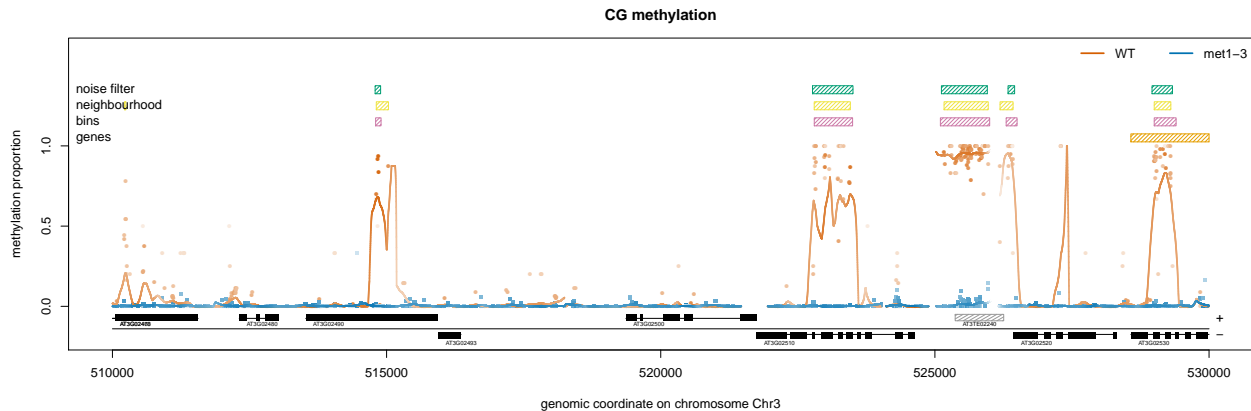 CG methylation
WT met1−3
noise filter
neighbourhood
bins
genes
methylation proportion
1.0
0.5
0.0
AT3G02480 AT3G02490 AT3G02500 AT3TE02240 +
AT3G02493 AT3G02510 AT3G02520 AT3G02530 −
510000 515000 520000 525000 530000
genomic coordinate on chromosome Chr3